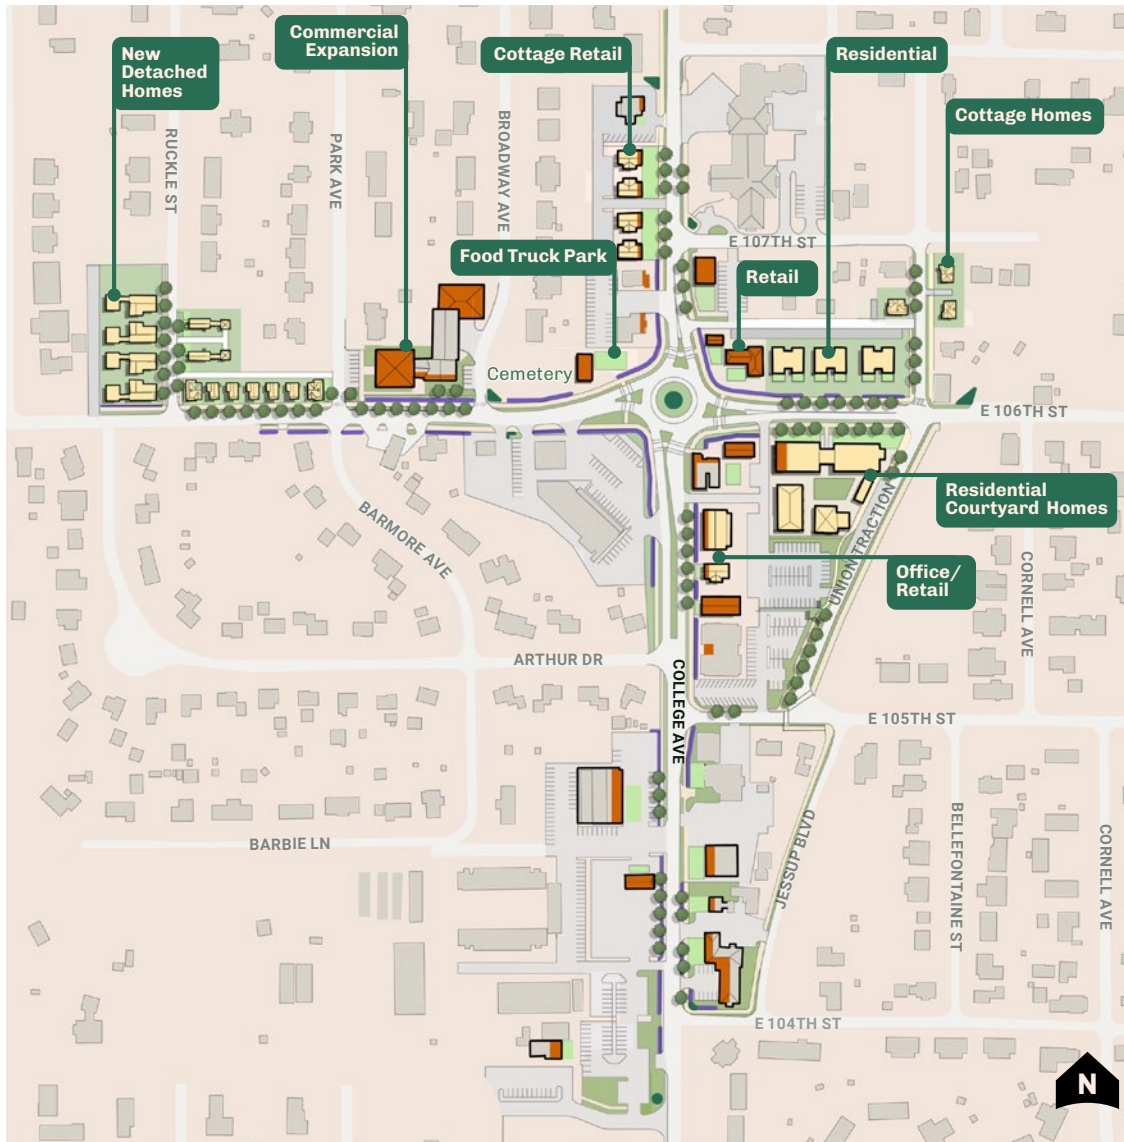 New
Detached
Homes
Commercial
Expansion
Cottage Retail
Residential
Cottage Homes
RUCKLE ST
PARK AVE
BROADWAY AVE
E 107TH ST
Food Truck Park
Retail
Cemetery
E 106TH ST
Residential
Courtyard Homes
BARMORE AVE
UNION TRACTION
Office/
Retail
CORNELL AVE
ARTHUR DR
COLLEGE AVE
E 105TH ST
BARBIE LN
JESSUP BLVD
BELLEFONTAINE ST
CORNELL AVE
E 104TH ST
N